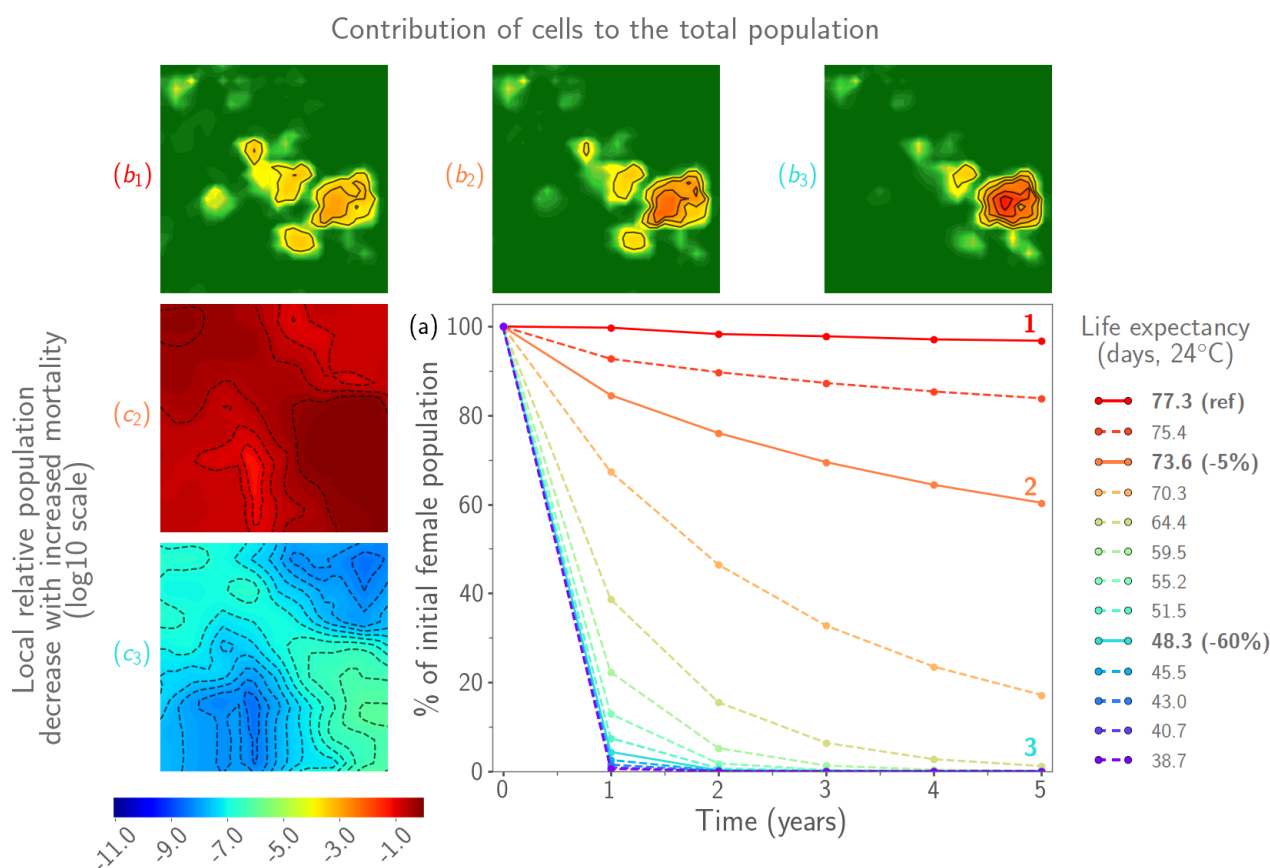 Contribution of cells to the total population
(b1)
(b2)
(b3)
Local relative population
decrease with increased mortality
(log10 scale)
(c2)
(c3)
-11.0
-9.0
-7.0
-5.0
-3.0
-1.0
(a)
% of initial female population
100
80
60
40
20
0
1
2
3
0
1
2
3
4
5
Time (years)
Life expectancy
(days, 24°C)
77.3 (ref)
75.4
73.6 (-5%)
70.3
64.4
59.5
55.2
51.5
48.3 (-60%)
45.5
43.0
40.7
38.7